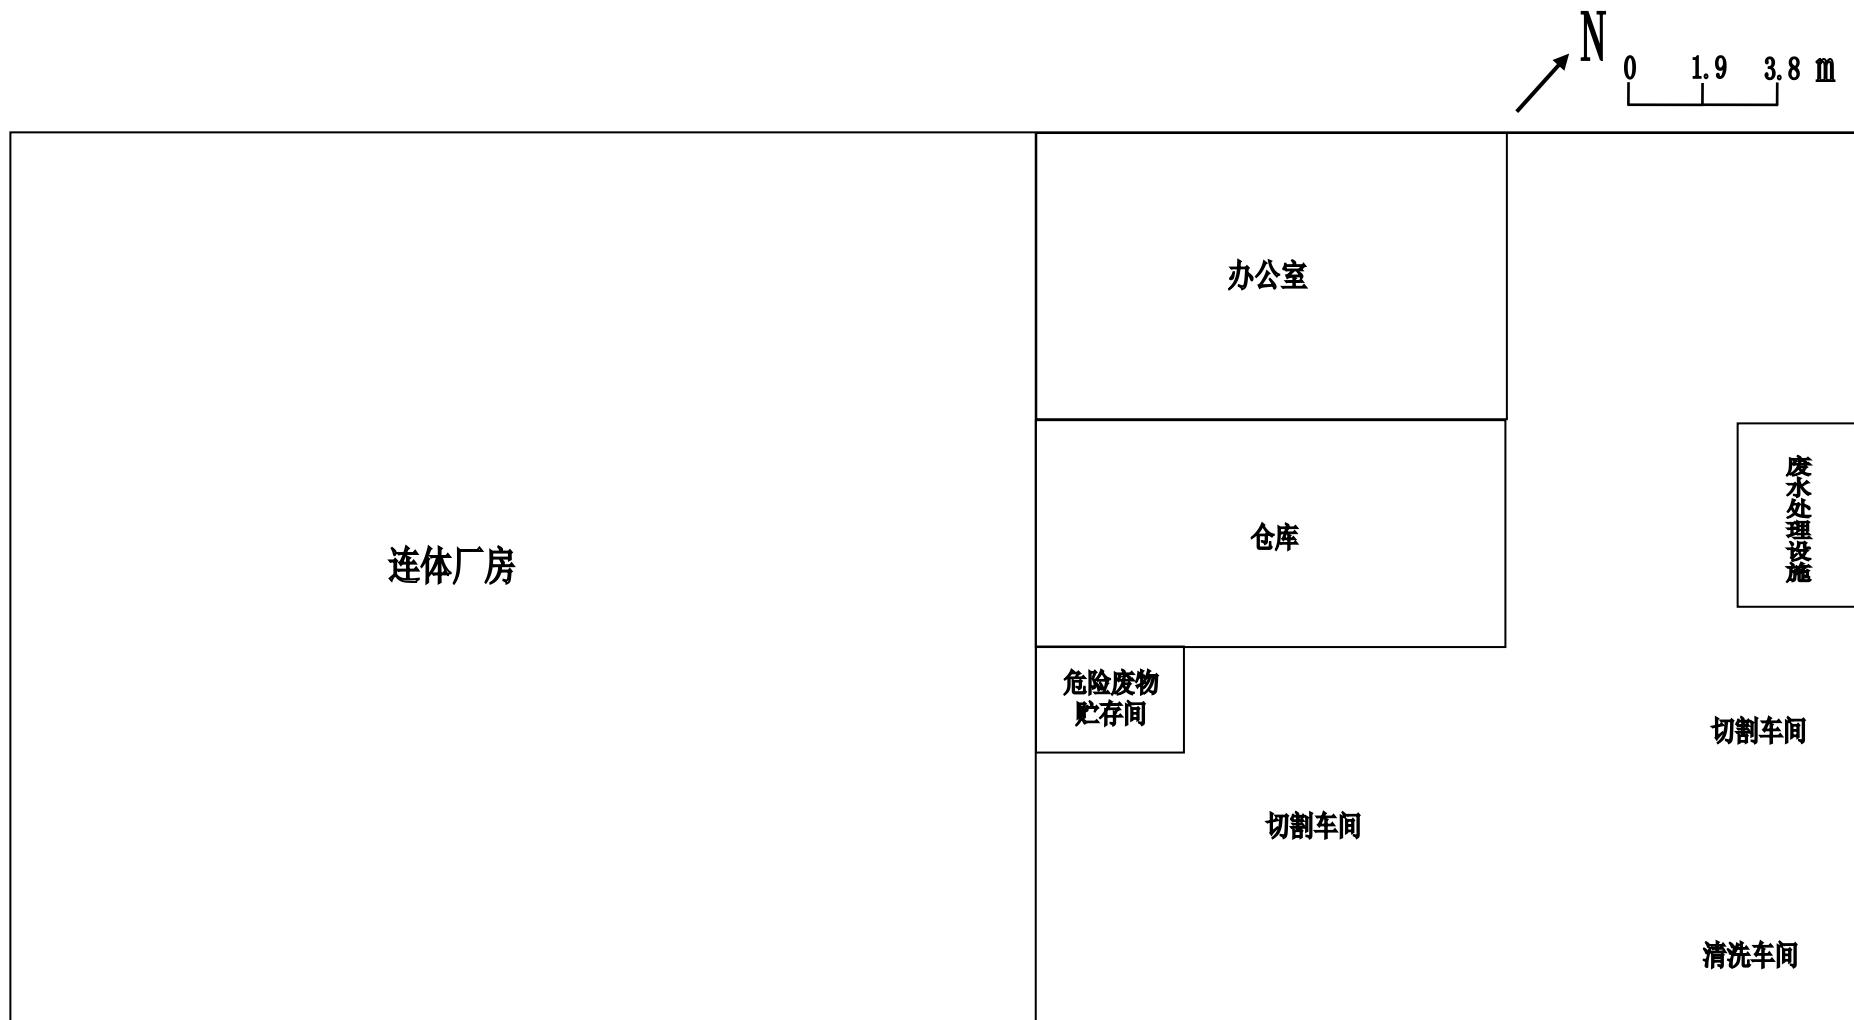 N
0 1.9 3.8 m
办公室
废水处理设施
仓库
连体厂房
危险废物
贮存间
切割车间
切割车间
清洗车间